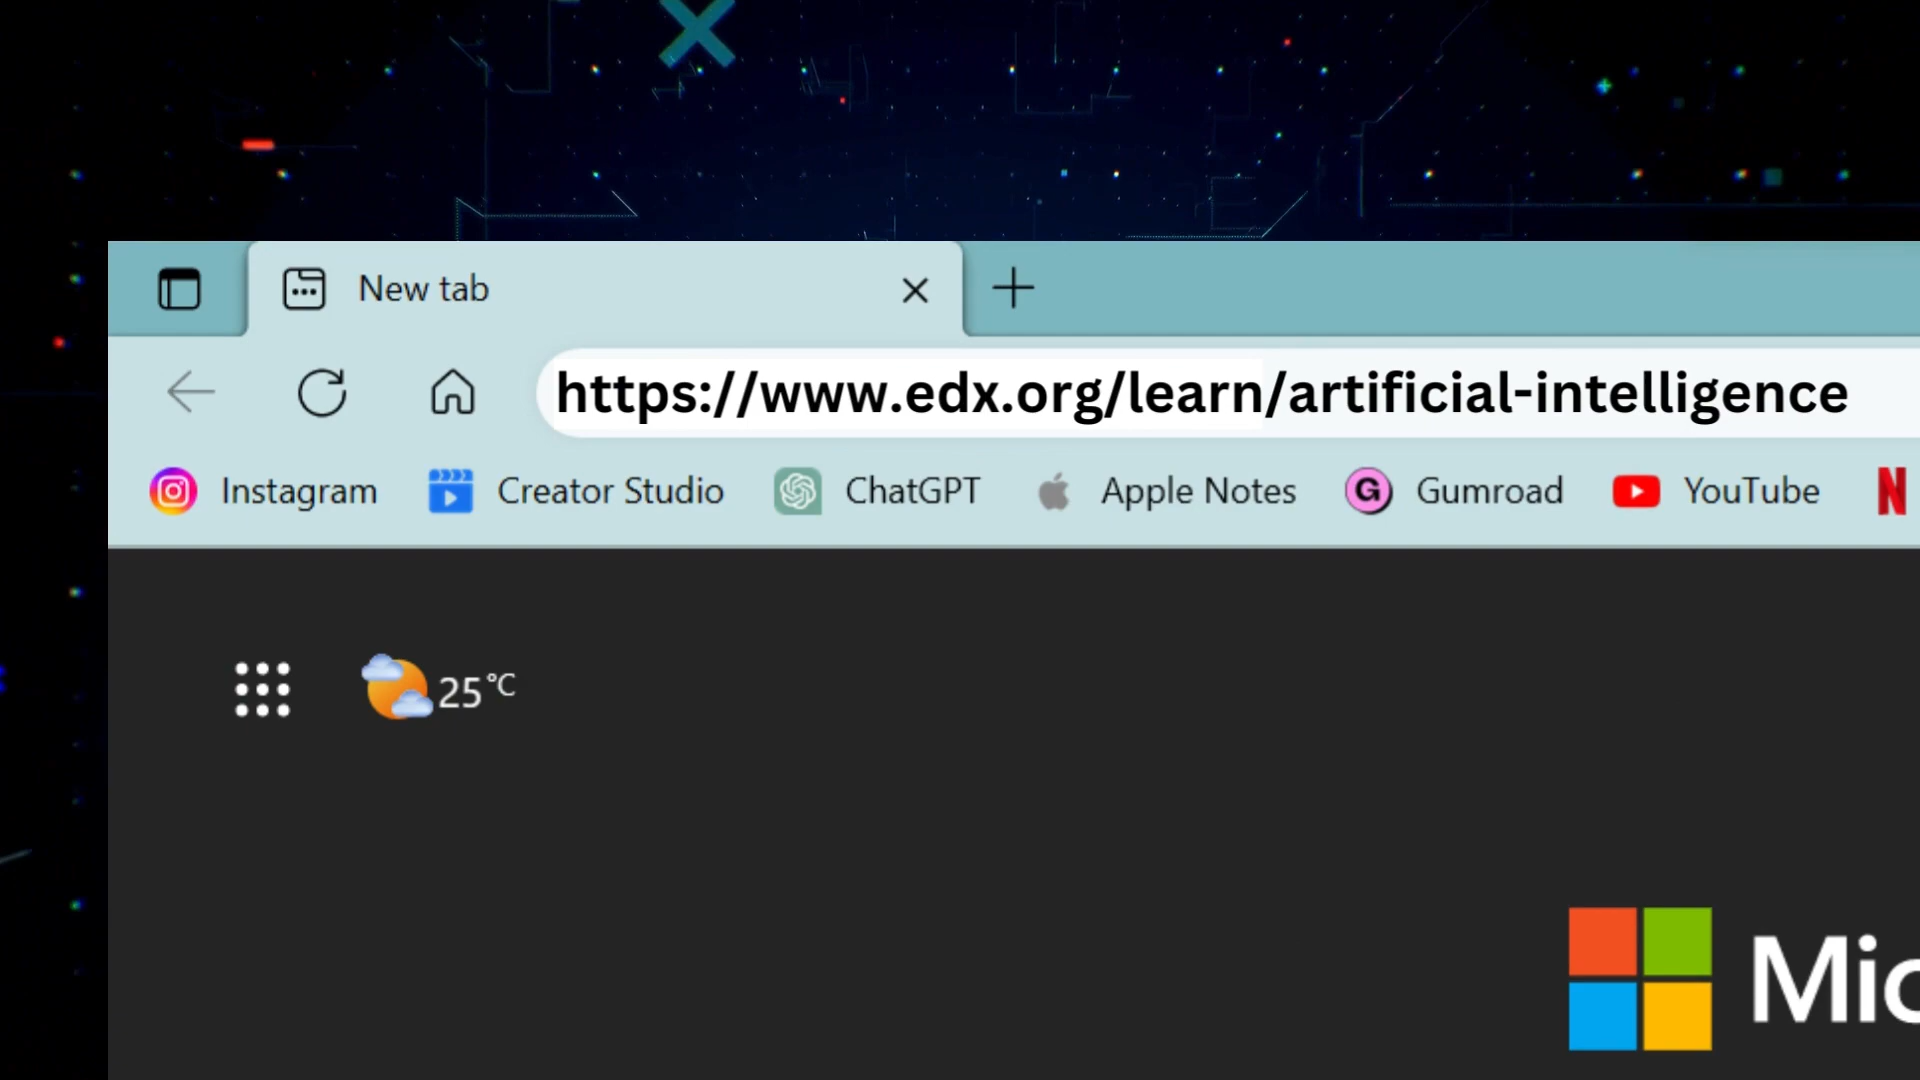 New tab
https://www.edx.org/learn/artificial-intelligence
Instagram Creator Studio ChatGPT Apple Notes G Gumroad YouTube N
25°C
Mic